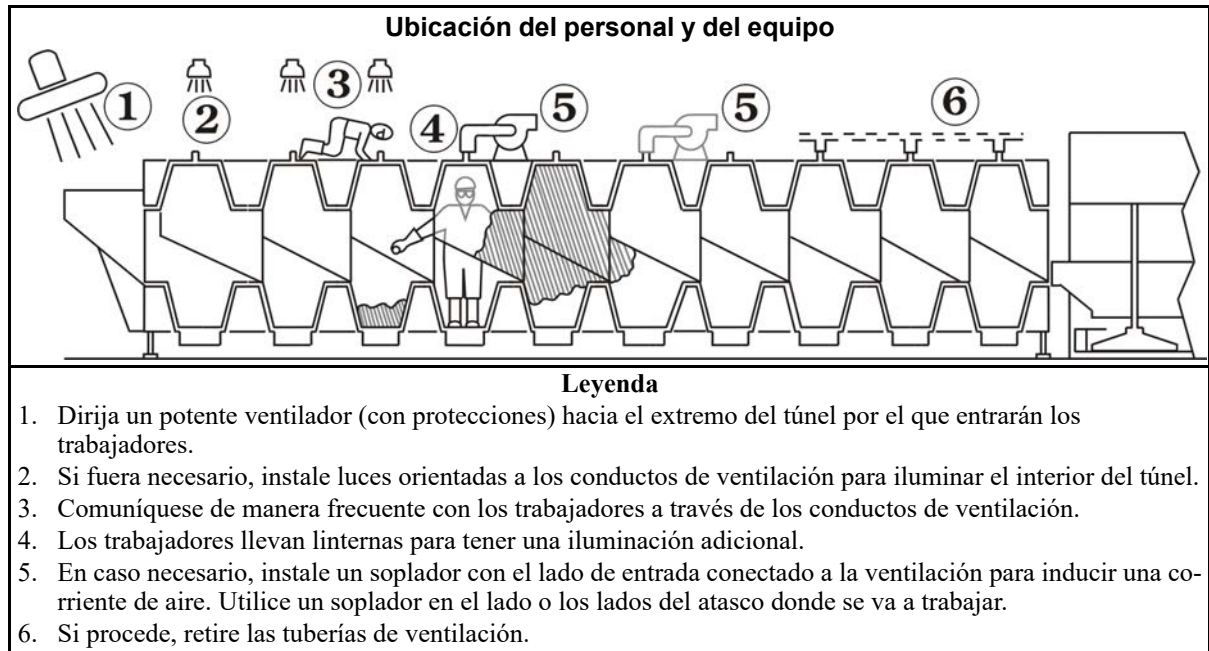 Ubicación del personal y del equipo
1
2
3
4
5
5
6
Leyenda
1. Dirija un potente ventilador (con protecciones) hacia el extremo del túnel por el que entrarán los
trabajadores.
2. Si fuera necesario, instale luces orientadas a los conductos de ventilación para iluminar el interior del túnel.
3. Comuníquese de manera frecuente con los trabajadores a través de los conductos de ventilación.
4. Los trabajadores llevan linternas para tener una iluminación adicional.
5. En caso necesario, instale un soplador con el lado de entrada conectado a la ventilación para inducir una co-
rriente de aire. Utilice un soplador en el lado o los lados del atasco donde se va a trabajar.
6. Si procede, retire las tuberías de ventilación.